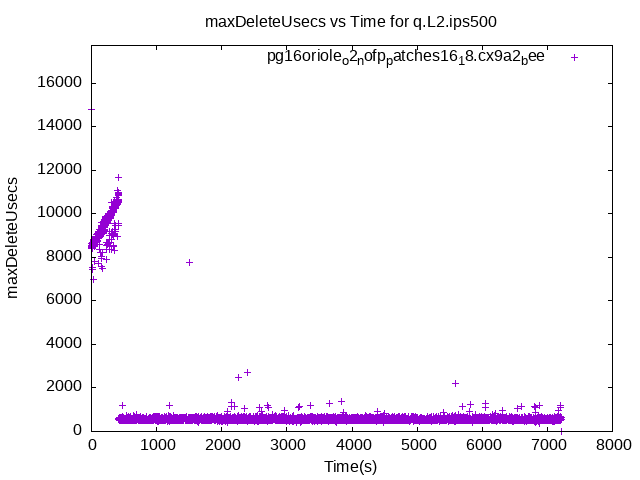 maxDeleteUsecs vs Time for q.L2.ips500
pg16oriole_o2_nofp_patches16_18.cx9a2_bee
16000
14000
12000
10000
8000
6000
4000
2000
0
maxDeleteUsecs
0 1000 2000 3000 4000 5000 6000 7000 8000
Time(s)